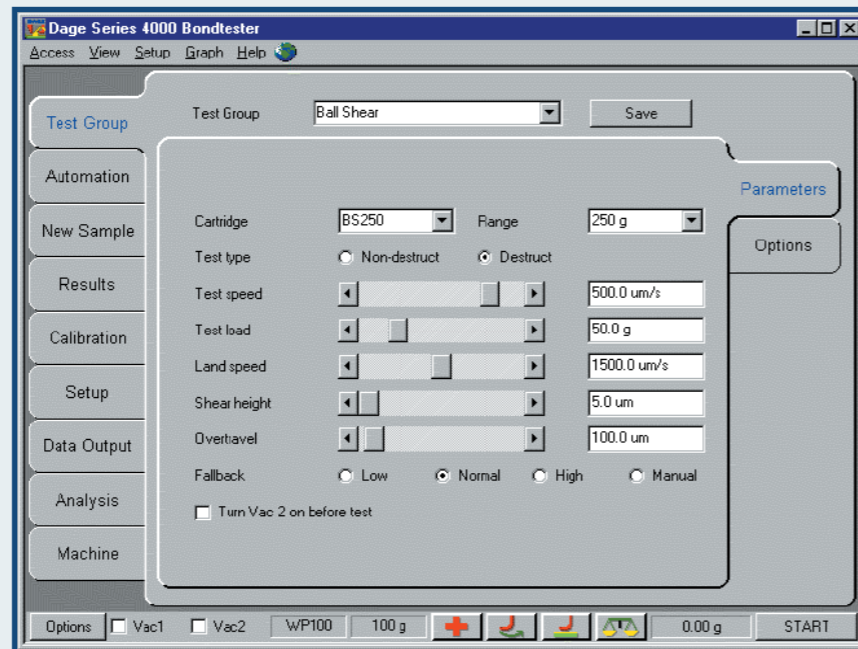 Dage Series 4000 Bondtester
Access View Setup Graph Help
Test Group
Automation
New Sample
Results
Calibration
Setup
Data Output
Analysis
Machine
Test Group Ball Shear Save
Parameters
Options
Cartridge BS250 Range 250 g
Test type Non-destruct Destruct
Test speed 500.0 um/s
Test load 50.0 g
Land speed 1500.0 um/s
Shear height 5.0 um
Overtravel 100.0 um
Fallback Low Normal High Manual
Turn Vac 2 on before test
Options Vac1 Vac2 WP100 100 g 0.00 g START